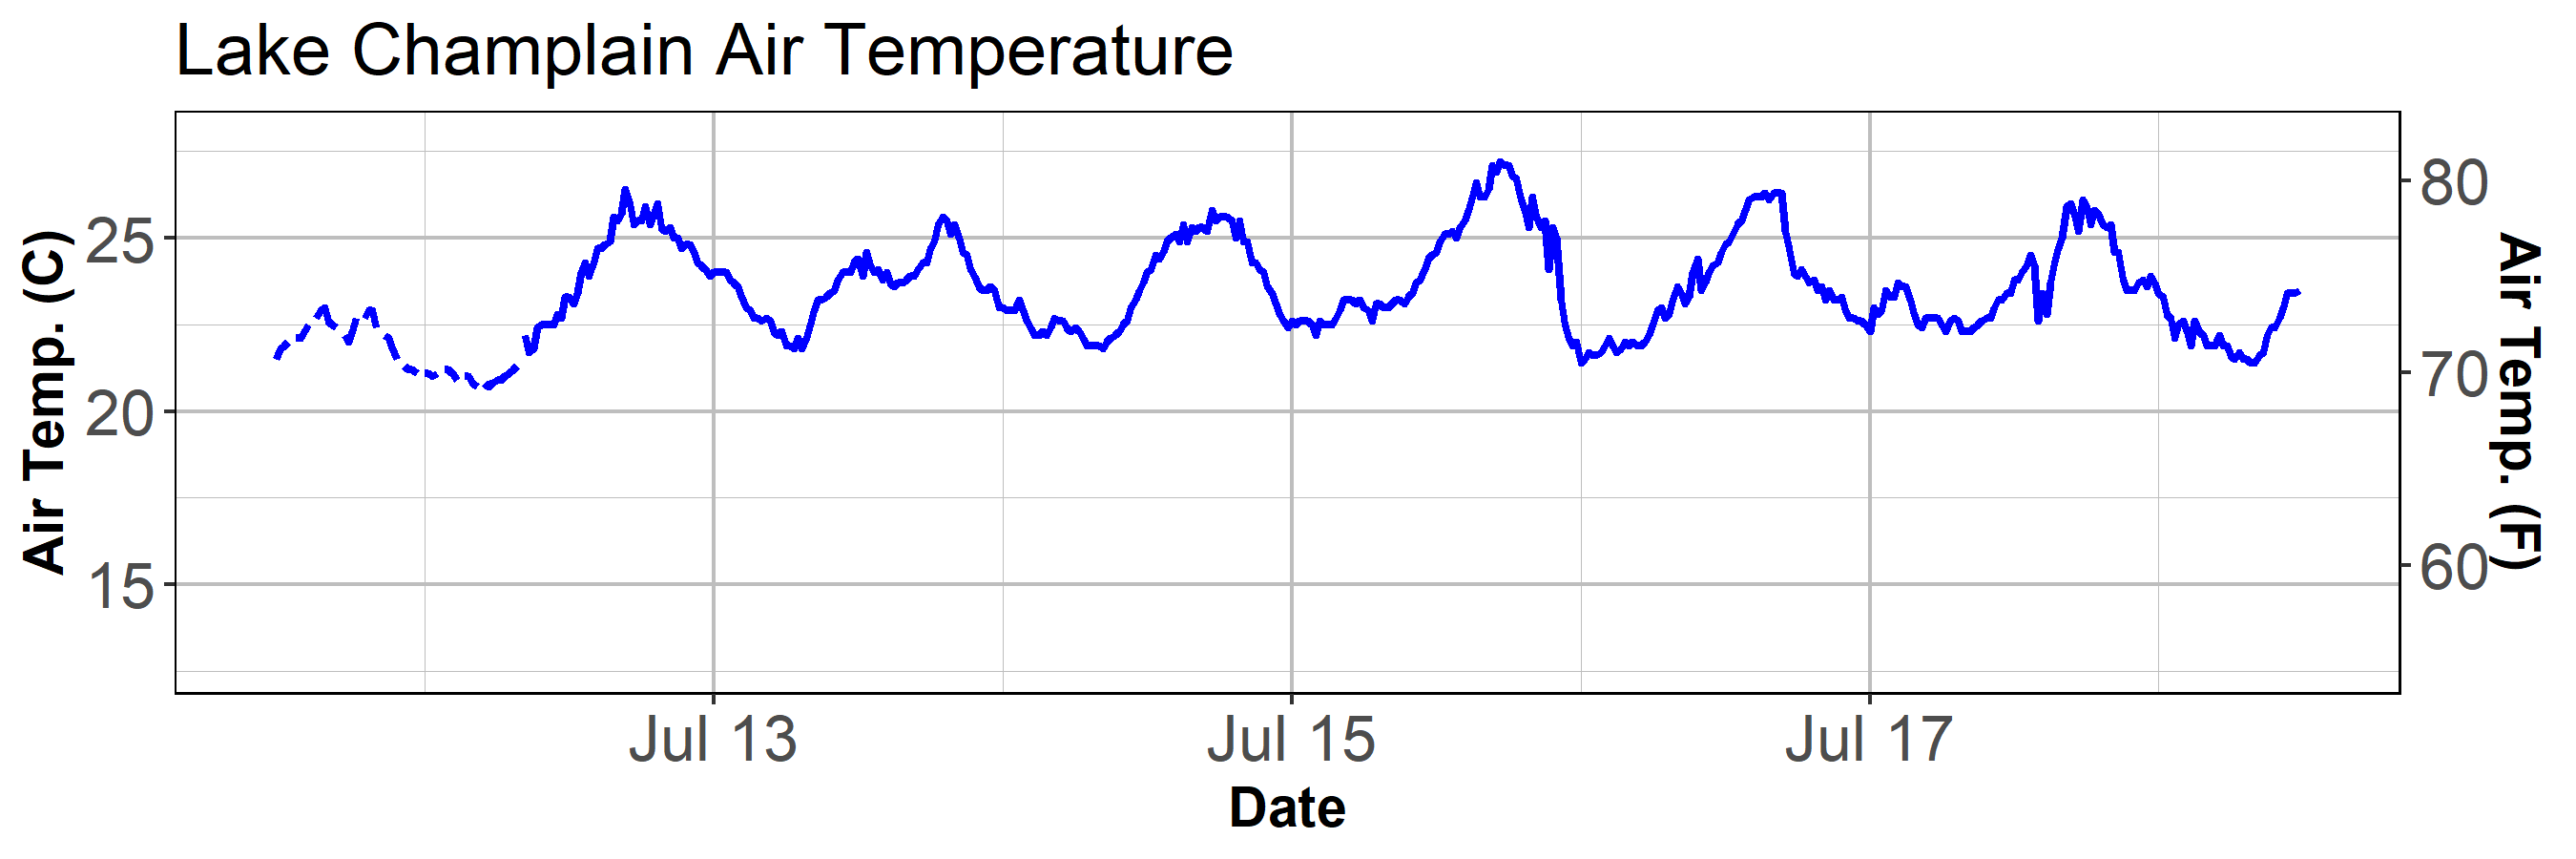 Lake Champlain Air Temperature
Air Temp. (C)
25
20
15
80
70
60
Air Temp. (F)
Jul 13
Jul 15
Jul 17
Date